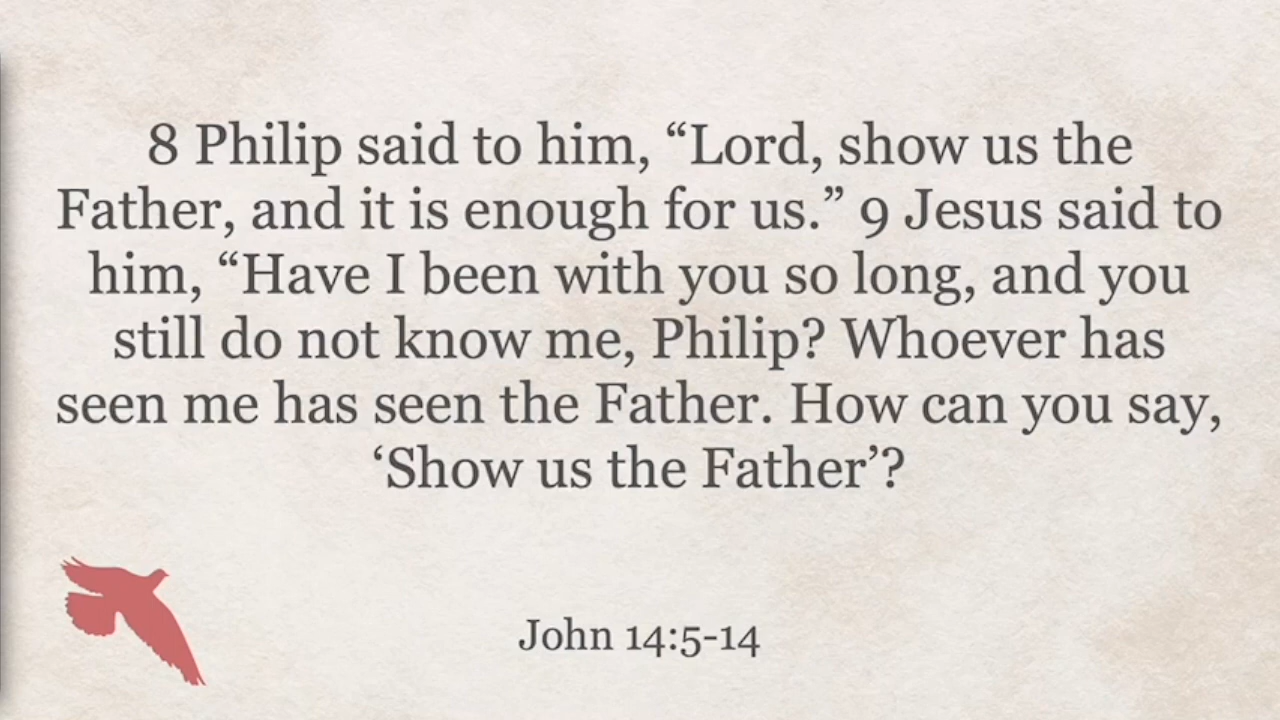 8 Philip said to him, “Lord, show us the
Father, and it is enough for us.” 9 Jesus said to
him, “Have I been with you so long, and you
still do not know me, Philip? Whoever has
seen me has seen the Father. How can you say,
‘Show us the Father’?
John 14:5-14